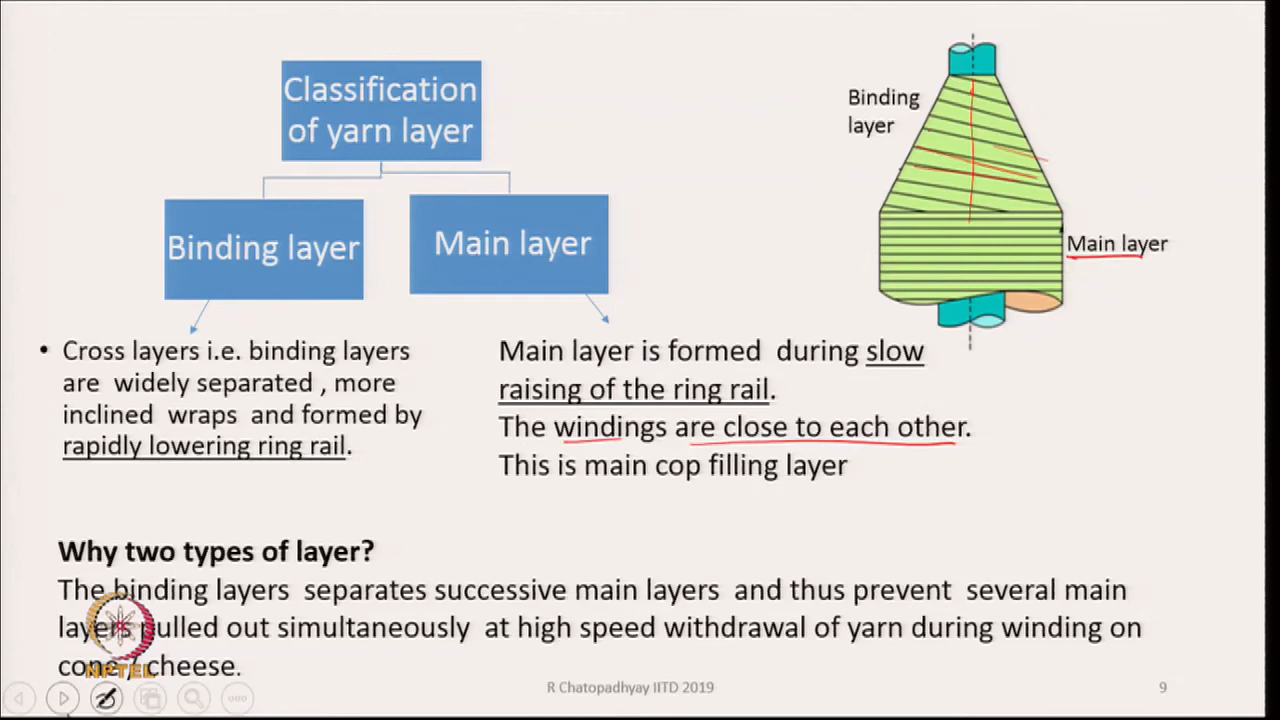 Classification
of yarn layer
Binding layer
Main layer
Binding
layer
Main layer
• Cross layers i.e. binding layers
are widely separated , more
inclined wraps and formed by
rapidly lowering ring rail.
Main layer is formed during slow
raising of the ring rail.
The windings are close to each other.
This is main cop filling layer
Why two types of layer?
The binding layers separates successive main layers and thus prevent several main
layers pulled out simultaneously at high speed withdrawal of yarn during winding on
cone / cheese.
NPTEL
R Chatopadhyay IITD 2019
9